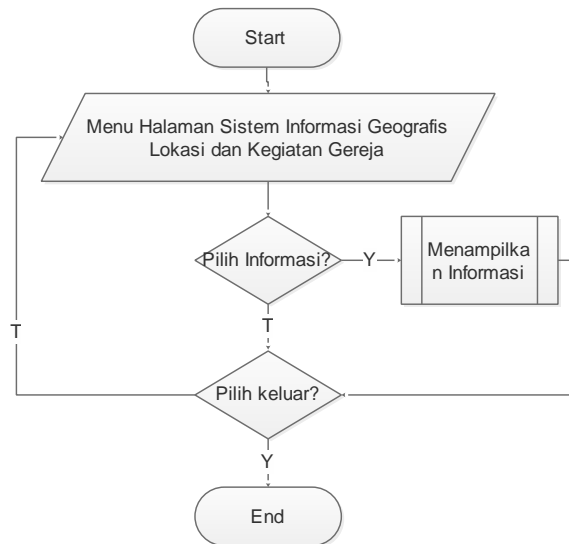 Start
Menu Halaman Sistem Informasi Geografis
Lokasi dan Kegiatan Gereja
Pilih Informasi?
Y
Menampilka
n Informasi
T
T
Pilih keluar?
Y
End